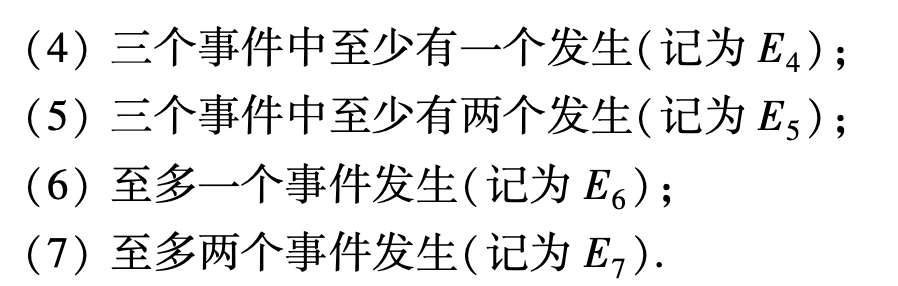 (4) 三个事件中至少有一个发生(记为 E₄);
(5) 三个事件中至少有两个发生(记为 E₅);
(6) 至多一个事件发生(记为 E₆);
(7) 至多两个事件发生(记为 E₇).